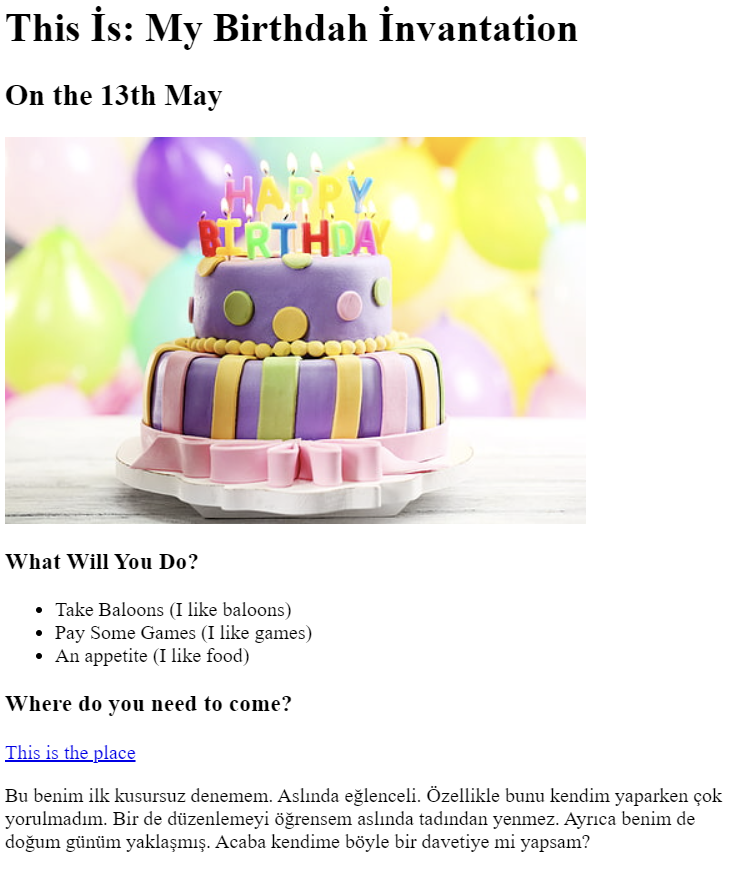 This İs: My Birthdah İnvantation
On the 13th May
HAPPY
BIRTHDAY
What Will You Do?
Take Baloons (I like baloons)
Pay Some Games (I like games)
An appetite (I like food)
Where do you need to come?
This is the place
Bu benim ilk kusursuz denemem. Aslında eğlenceli. Özellikle bunu kendim yaparken çok
yorulmadım. Bir de düzenlemeyi öğrensem aslında tadından yenmez. Ayrıca benim de
doğum günüm yaklaşmış. Acaba kendime böyle bir davetiye mi yapsam?